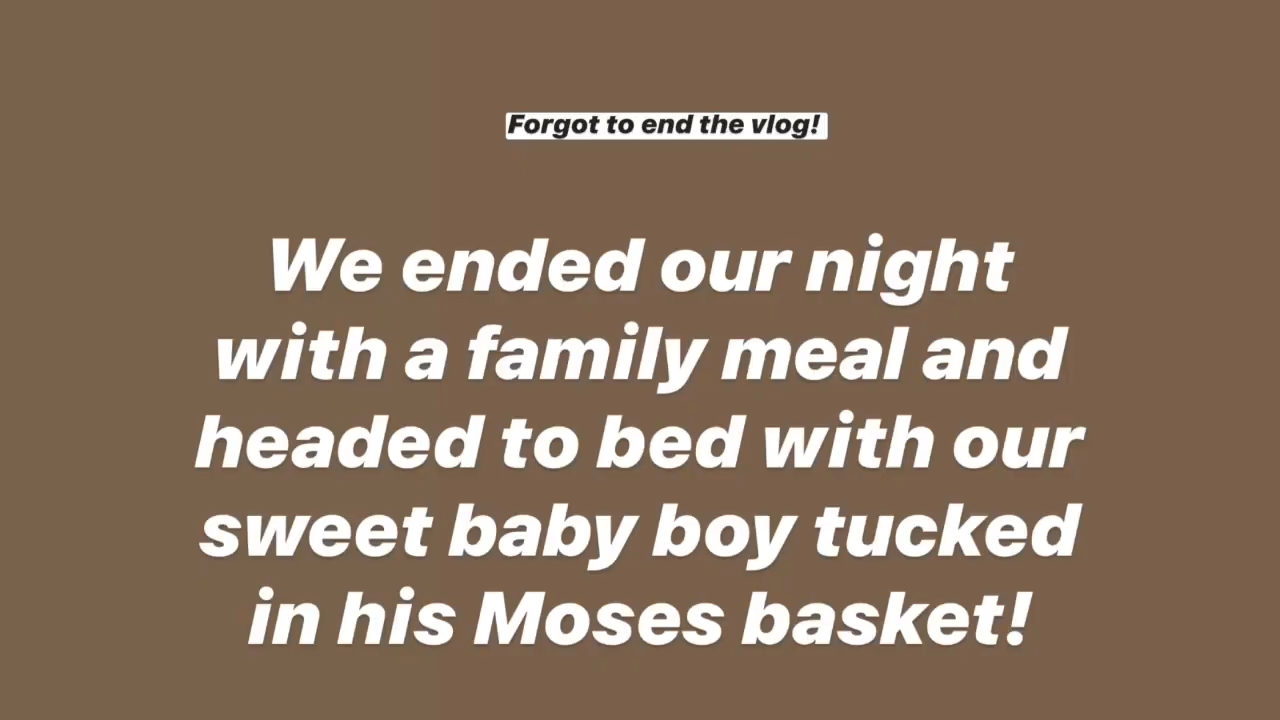 Forgot to end the vlog!
We ended our night
with a family meal and
headed to bed with our
sweet baby boy tucked
in his Moses basket!